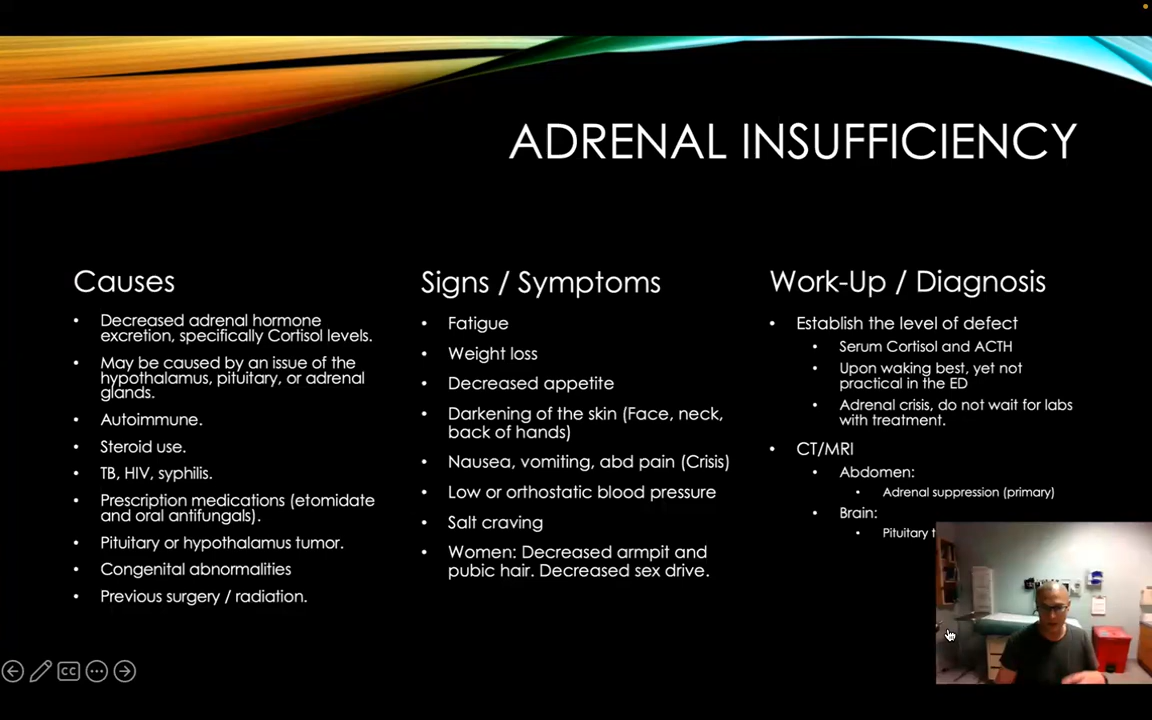 ADRENAL INSUFFICIENCY
Causes
• Decreased adrenal hormone
excretion, specifically Cortisol levels.
• May be caused by an issue of the
hypothalamus, pituitary, or adrenal
glands.
• Autoimmune.
• Steroid use.
• TB, HIV, syphilis.
• Prescription medications (etomidate
and oral antifungals).
• Pituitary or hypothalamus tumor.
• Congenital abnormalities
• Previous surgery / radiation.
Signs / Symptoms
• Fatigue
• Weight loss
• Decreased appetite
• Darkening of the skin (Face, neck,
back of hands)
• Nausea, vomiting, abd pain (Crisis)
• Low or orthostatic blood pressure
• Salt craving
• Women: Decreased armpit and
pubic hair. Decreased sex drive.
Work-Up / Diagnosis
• Establish the level of defect
• Serum Cortisol and ACTH
• Upon waking best, yet not
practical in the ED
• Adrenal crisis, do not wait for labs
with treatment.
• CT/MRI
• Abdomen:
• Adrenal suppression (primary)
• Brain:
• Pituitary
CC